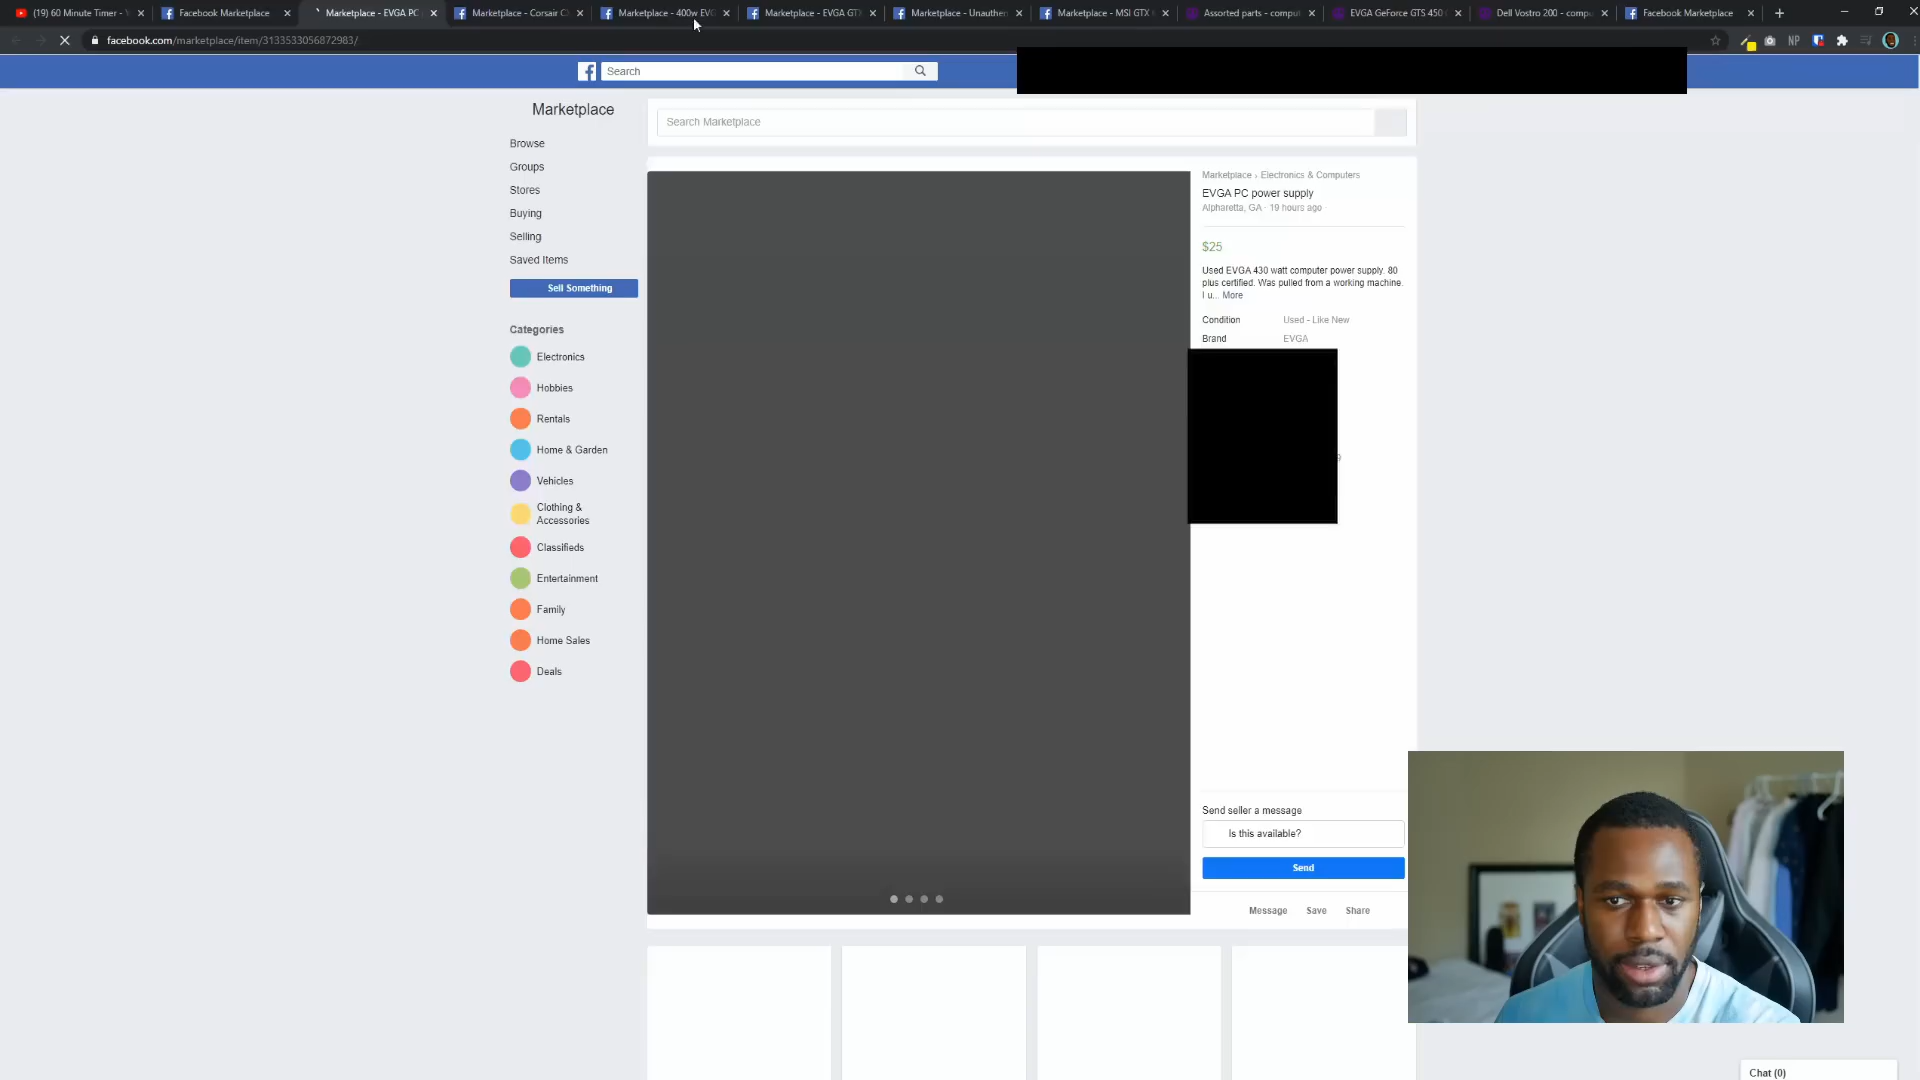 (19) 60 Minute Timer - Y
Facebook Marketplace
Marketplace - EVGA PC
Marketplace - Corsair C
Marketplace - 400w EVG
Marketplace - EVGA GT
Marketplace - Unauthen
Marketplace - MSI GTX
Assorted parts - comput
EVGA GeForce GTS 450
Dell Vostro 200 - compu
Facebook Marketplace
facebook.com/marketplace/item/3133533056872983/
NP
Search
Marketplace
Search Marketplace
Browse
Groups
Stores
Buying
Selling
Saved Items
Sell Something
Categories
Electronics
Hobbies
Rentals
Home & Garden
Vehicles
Clothing &
Accessories
Classifieds
Entertainment
Family
Home Sales
Deals
Marketplace › Electronics & Computers
EVGA PC power supply
Alpharetta, GA · 19 hours ago ·
$25
Used EVGA 430 watt computer power supply. 80
plus certified. Was pulled from a working machine.
I u... More
Condition Used - Like New
Brand EVGA
Send seller a message
Is this available?
Send
Message Save Share
Chat (0)